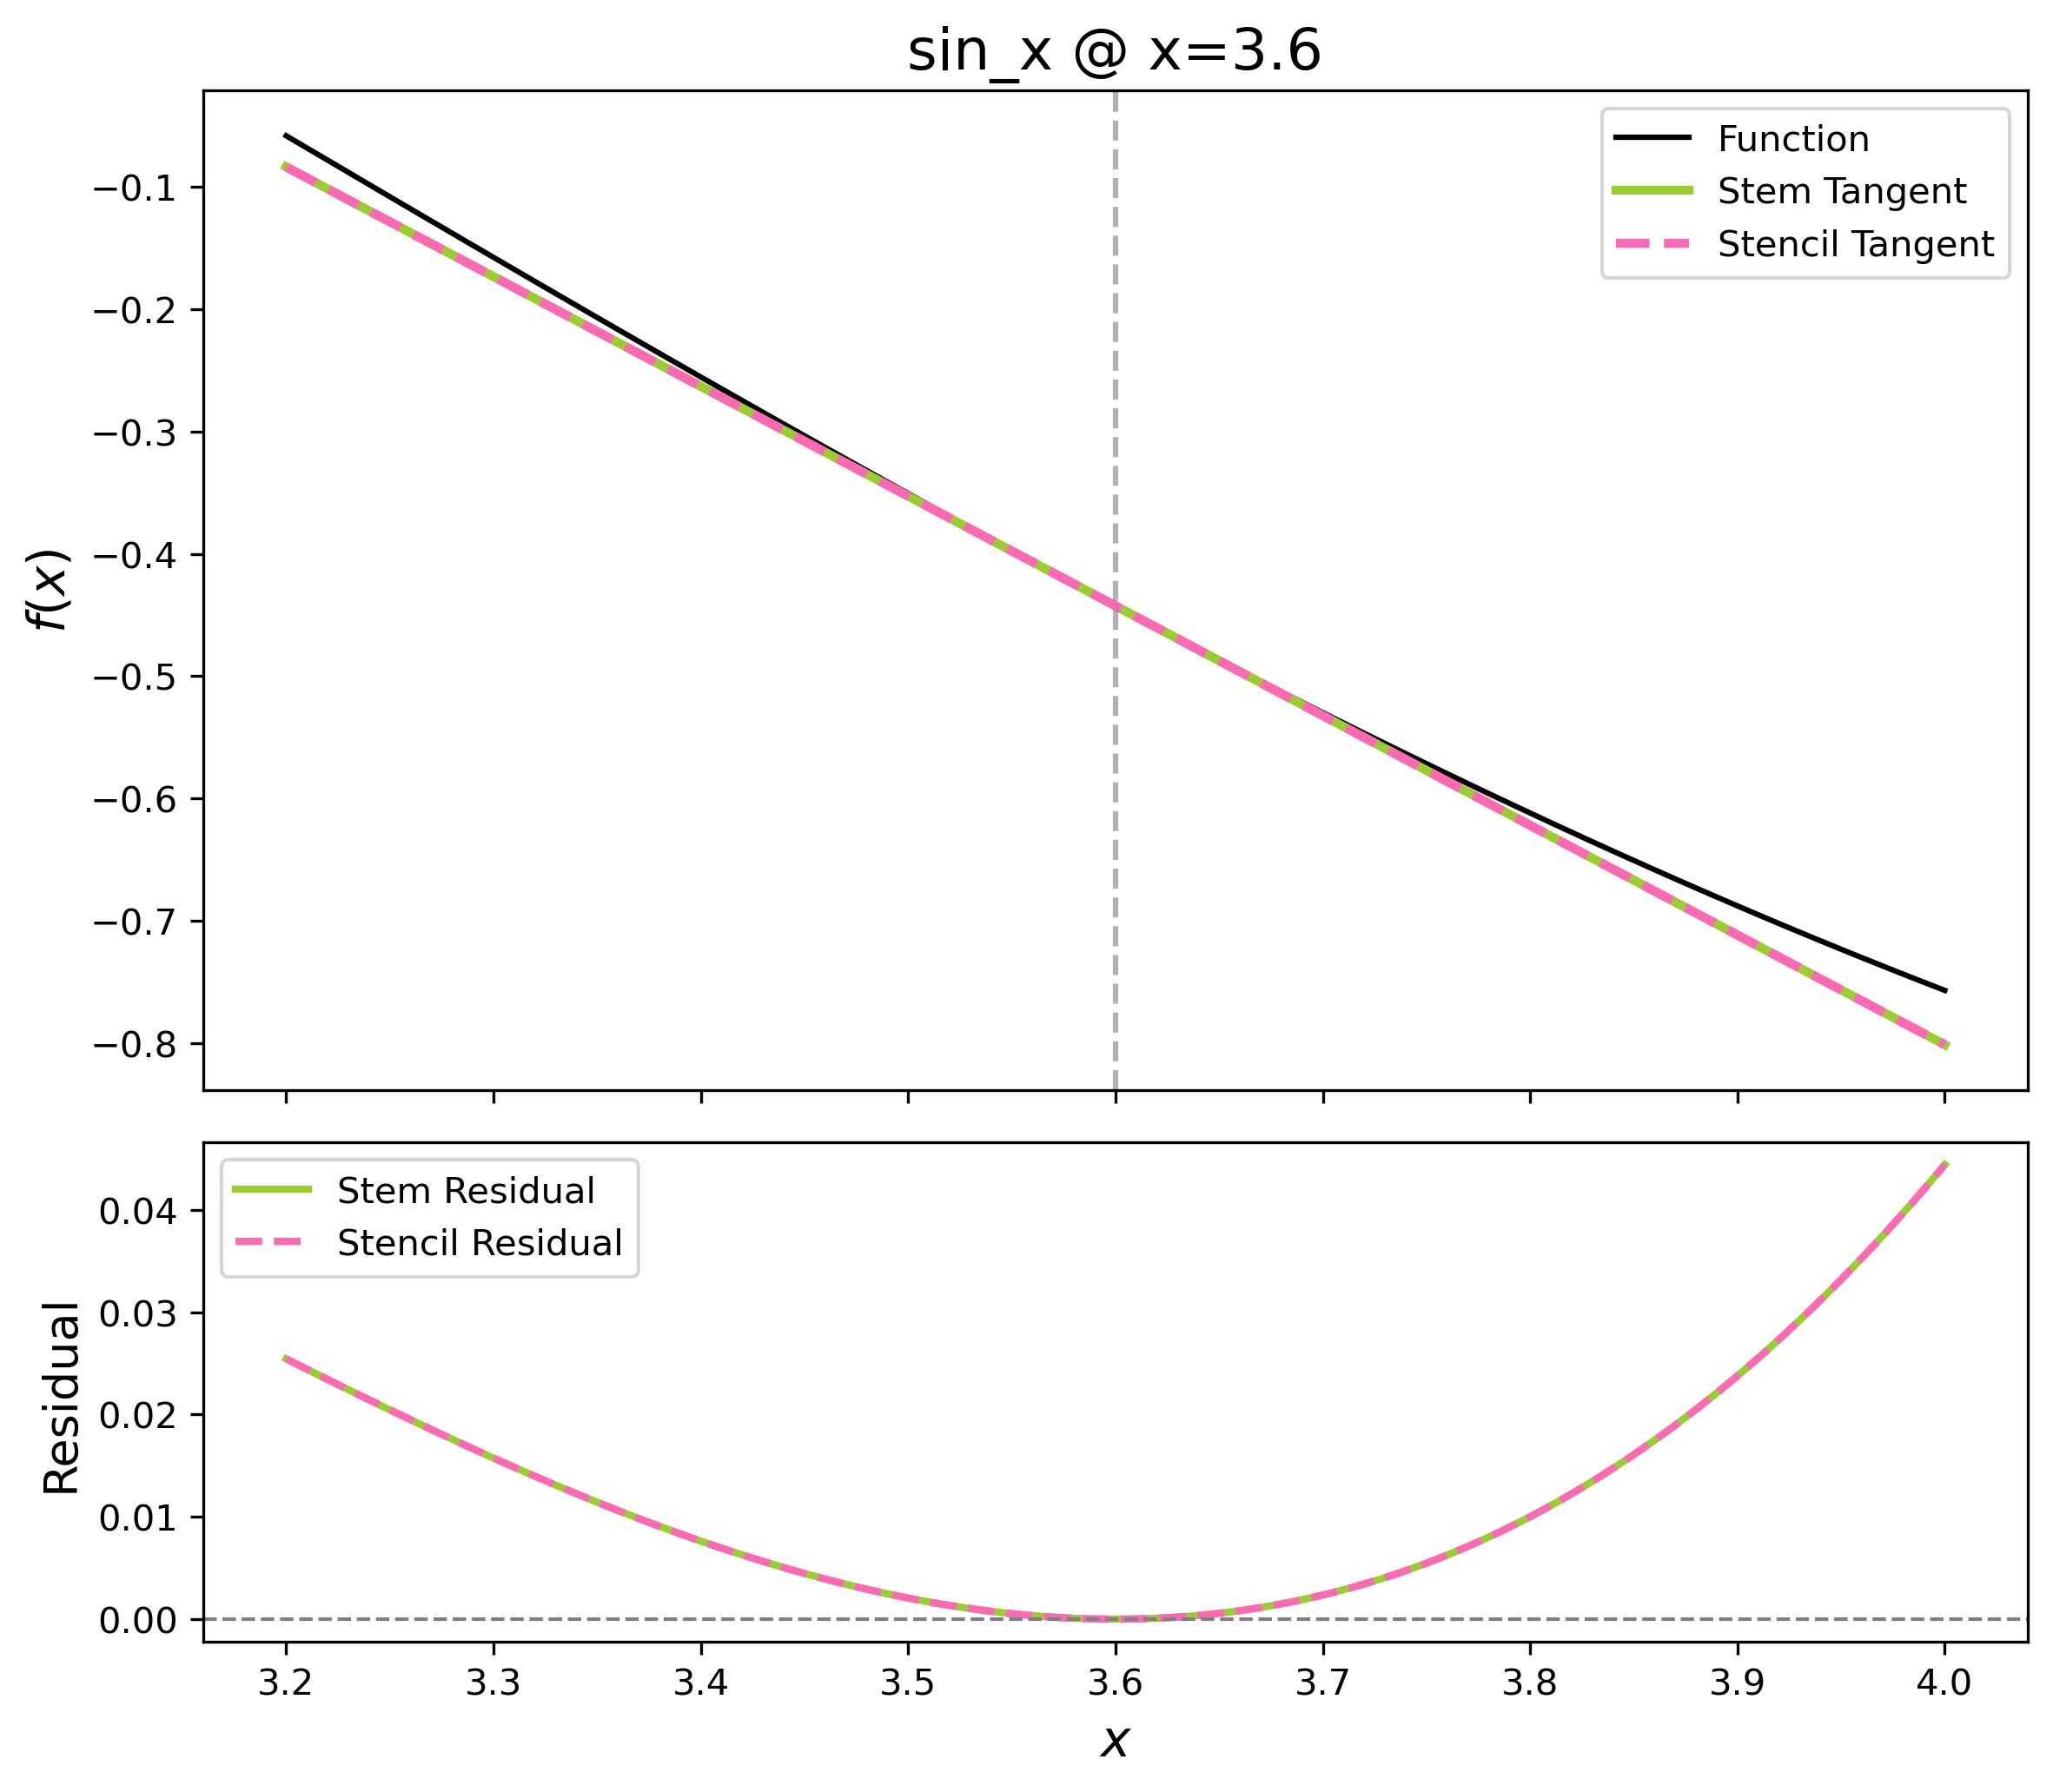 sin_x @ x=3.6
Function
Stem Tangent
Stencil Tangent
f(x)
−0.1
−0.2
−0.3
−0.4
−0.5
−0.6
−0.7
−0.8
Stem Residual
Stencil Residual
Residual
0.04
0.03
0.02
0.01
0.00
3.2 3.3 3.4 3.5 3.6 3.7 3.8 3.9 4.0
x